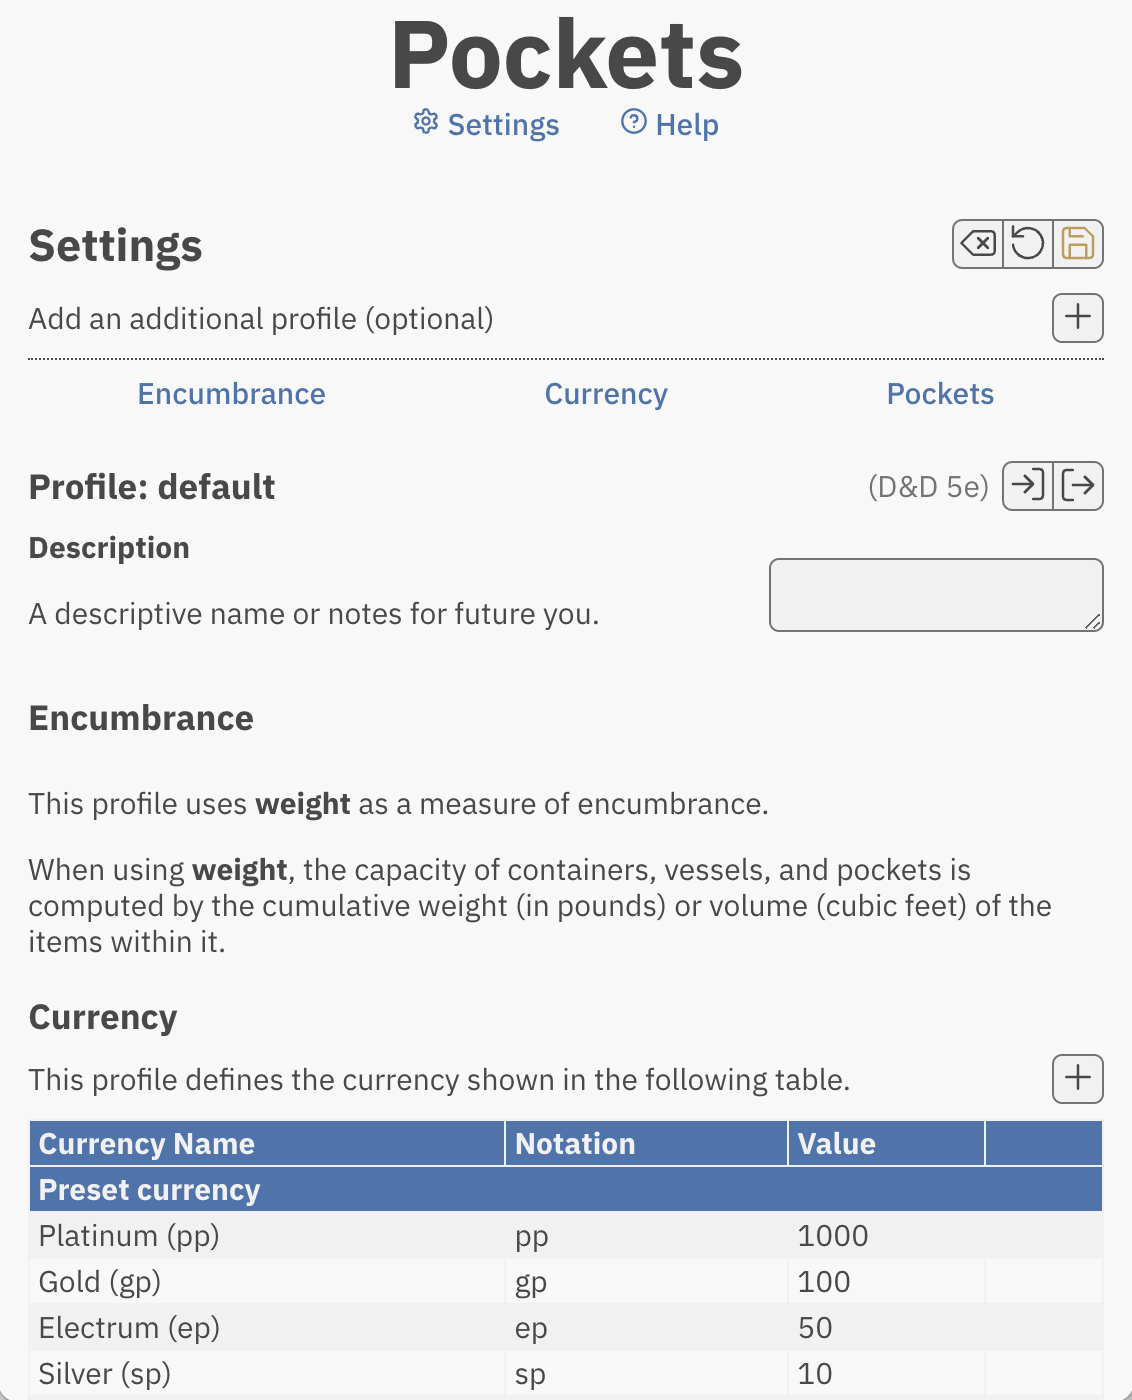 Pockets
Settings Help
Settings
Add an additional profile (optional)
Encumbrance Currency Pockets
Profile: default (D&D 5e)
Description
A descriptive name or notes for future you.
Encumbrance
This profile uses weight as a measure of encumbrance.
When using weight, the capacity of containers, vessels, and pockets is
computed by the cumulative weight (in pounds) or volume (cubic feet) of the
items within it.
Currency
This profile defines the currency shown in the following table.
Currency Name Notation Value
Preset currency
Platinum (pp) pp 1000
Gold (gp) gp 100
Electrum (ep) ep 50
Silver (sp) sp 10